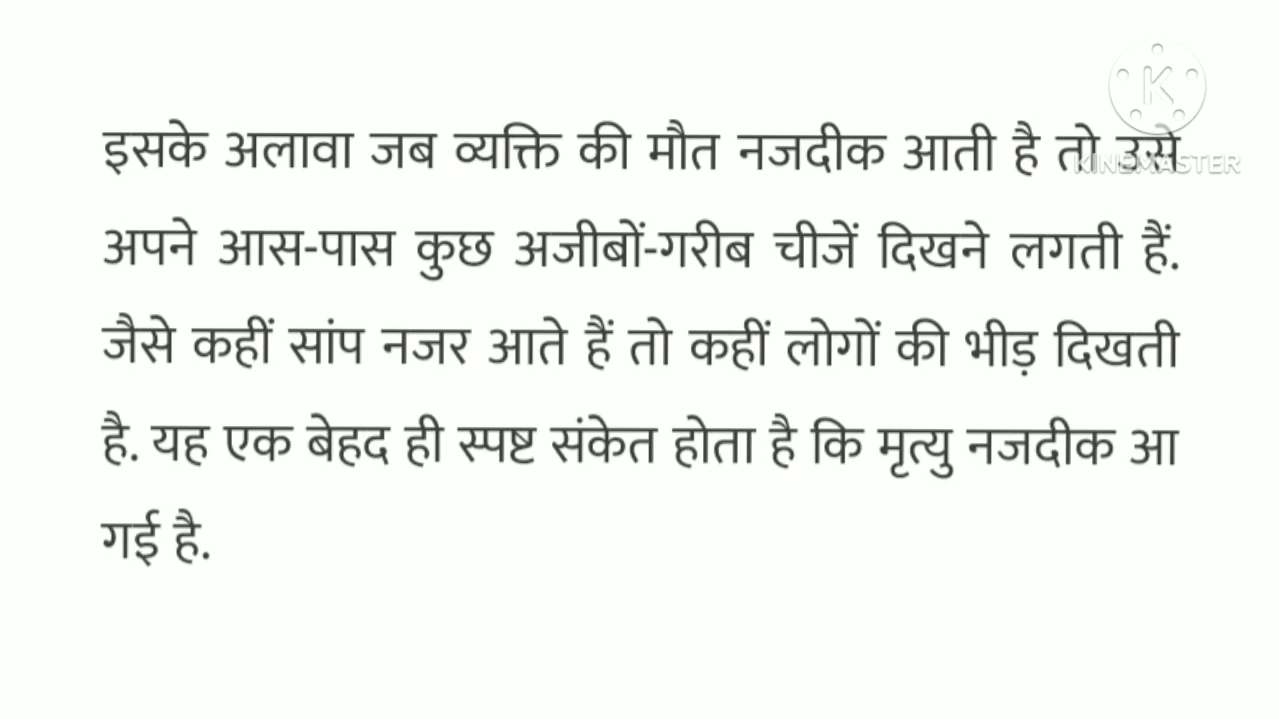 इसके अलावा जब व्यक्ति की मौत नजदीक आती है तो उसे
अपने आस-पास कुछ अजीबों-गरीब चीजें दिखने लगती हैं.
जैसे कहीं सांप नजर आते हैं तो कहीं लोगों की भीड़ दिखती
है. यह एक बेहद ही स्पष्ट संकेत होता है कि मृत्यु नजदीक आ
गई है.
K
KINEMASTER